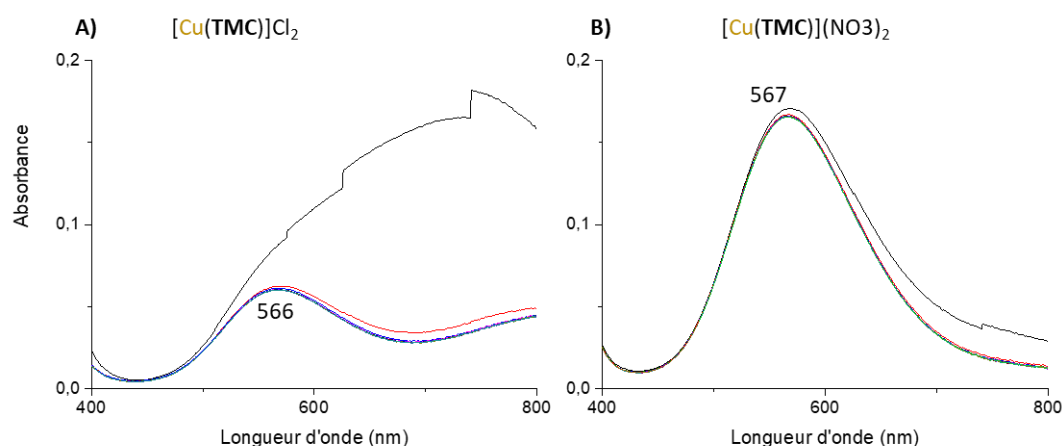 A) [Cu(TMC)]Cl₂
0,2
0,1
0,0
Absorbance
566
400 600 800
Longueur d'onde (nm)
B) [Cu(TMC)](NO3)₂
0,2
0,1
0,0
567
400 600 800
Longueur d'onde (nm)